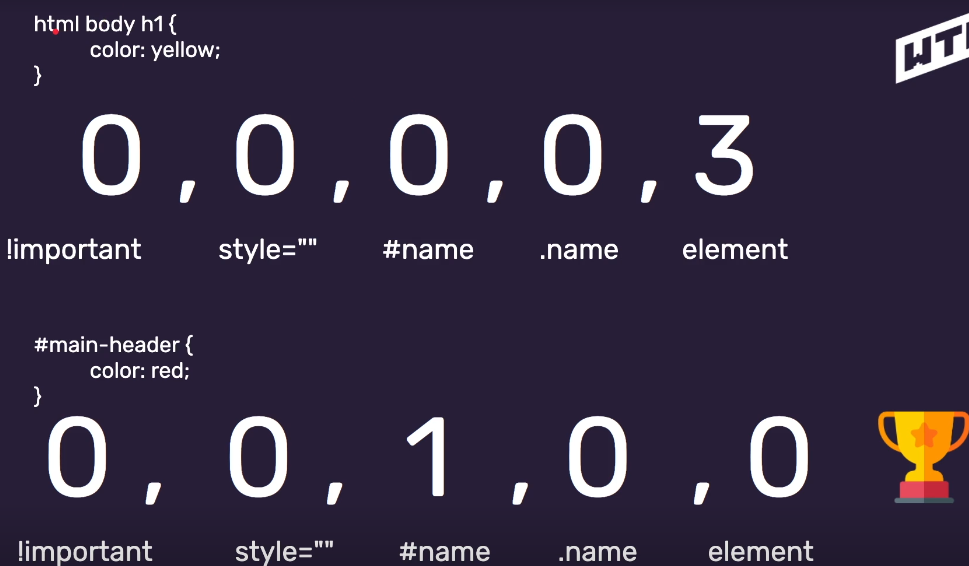 html body h1 {
color: yellow;
}
0 , 0 , 0 , 0 , 3
!important style="" #name .name element
#main-header {
color: red;
}
0 , 0 , 1 , 0 , 0
!important style="" #name .name element